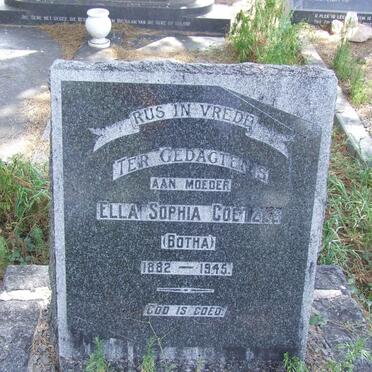 RUS IN VREDE
TER GEDAGTENIS
AAN MOEDER
ELLA SOPHIA COETZEE
(BOTHA)
1882 — 1945.
GOD IS GOED.